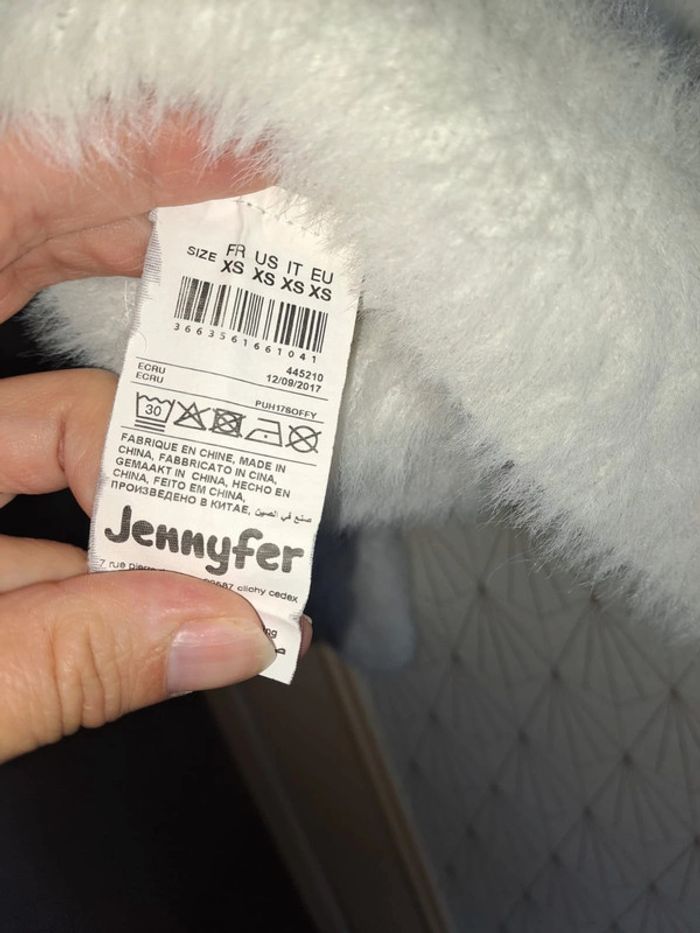 SIZE FR US IT EU
XS XS XS XS
3663561661041
445210
ECRU 12/09/2017
ECRU
PUH17SOFFY
30
FABRIQUE EN CHINE, MADE IN
CHINA, FABBRICATO IN CINA,
GEMAAKT IN CHINA, HECHO EN
CHINA, FEITO EM CHINA,
ПРОИЗВЕДЕНО В КИТАЕ, صنع في الصين
Jennyfer
7 rue clichy cedex